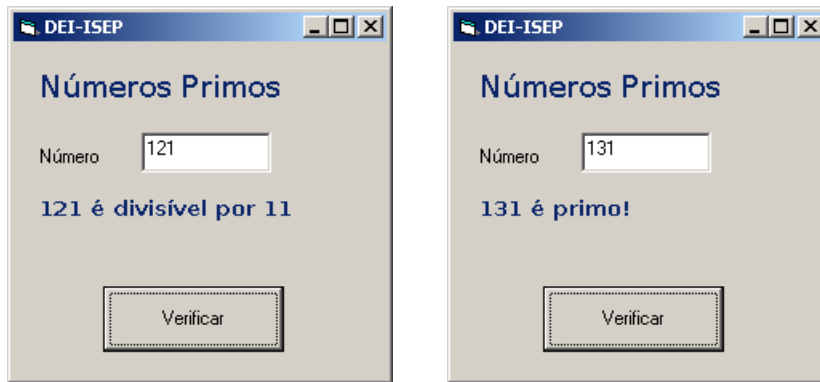 DEI-ISEP
Números Primos
Número 121
121 é divisível por 11
Verificar
DEI-ISEP
Números Primos
Número 131
131 é primo!
Verificar